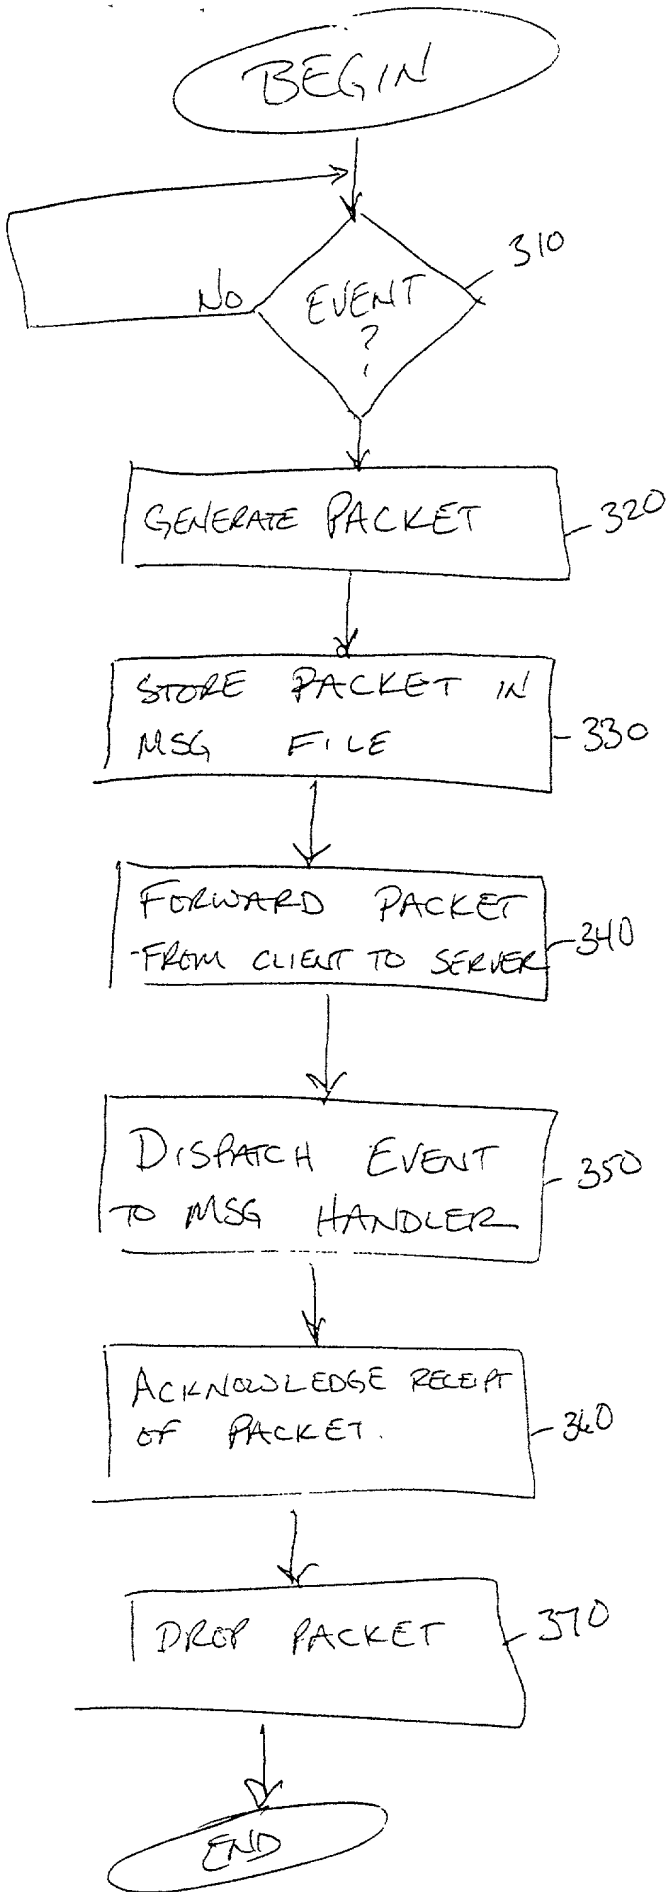 BEGIN
310
NO
EVENT
?
GENERATE PACKET
320
STORE PACKET IN
MSG FILE
330
FORWARD PACKET
FROM CLIENT TO SERVER
340
DISPATCH EVENT
TO MSG HANDLER
350
ACKNOWLEDGE RECEIPT
OF PACKET.
360
DROP PACKET
370
END